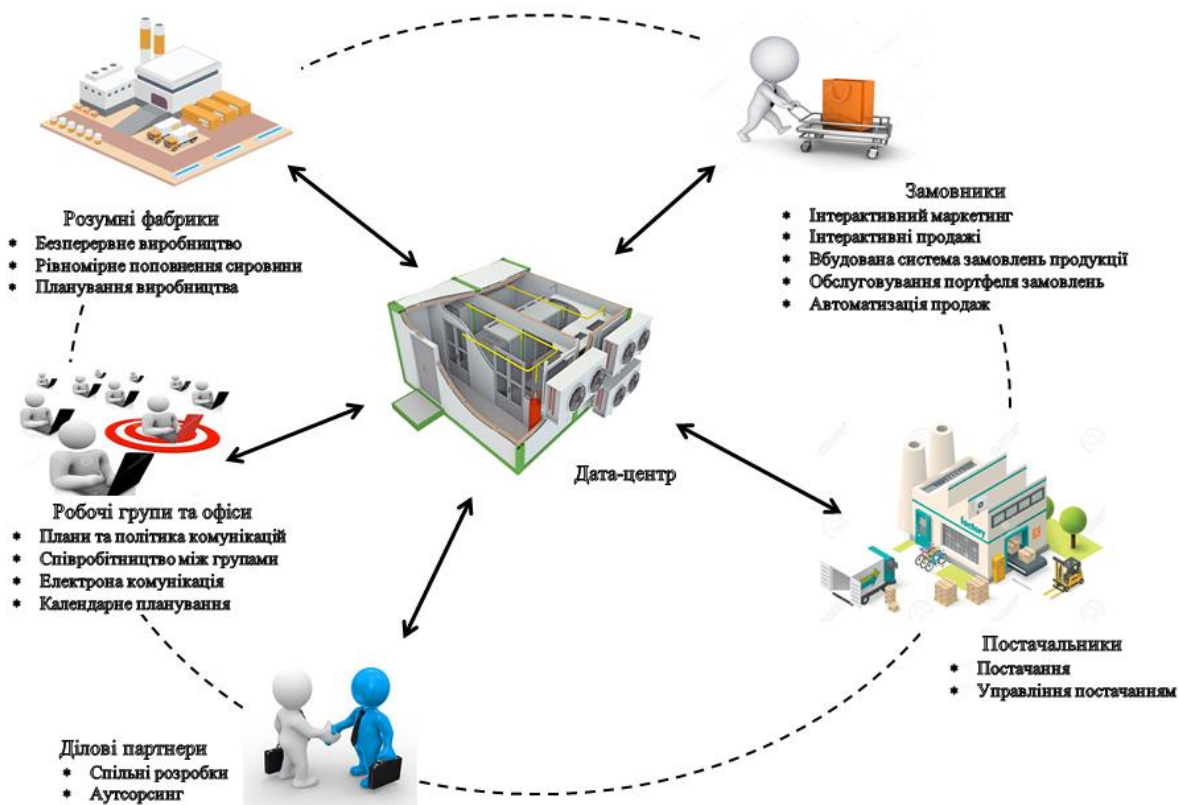 Розумні фабрики
* Безперервне виробництво
* Рівномірне поповнення сировини
* Планування виробництва
Замовники
* Інтерактивний маркетинг
* Інтерактивні продажі
* Вбудована система замовлень продукції
* Обслуговування портфеля замовлень
* Автоматизація продаж
Дата-центр
Робочі групи та офіси
* Плани та політика комунікацій
* Співробітництво між групами
* Електрона комунікація
* Календарне планування
factory
Постачальники
* Постачання
* Управління постачанням
Ділові партнери
* Спільні розробки
* Аутсорсинг